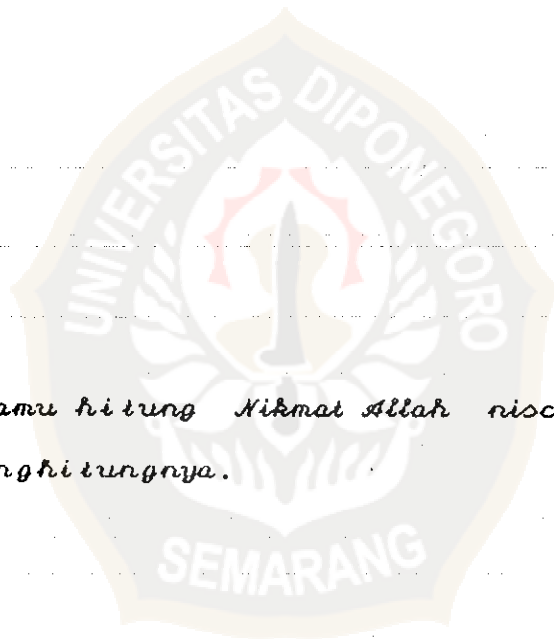 UNIVERSITAS DIPONEGORO
amu hitung Nikmat Allah nisc
nghitungnya.
SEMARANG